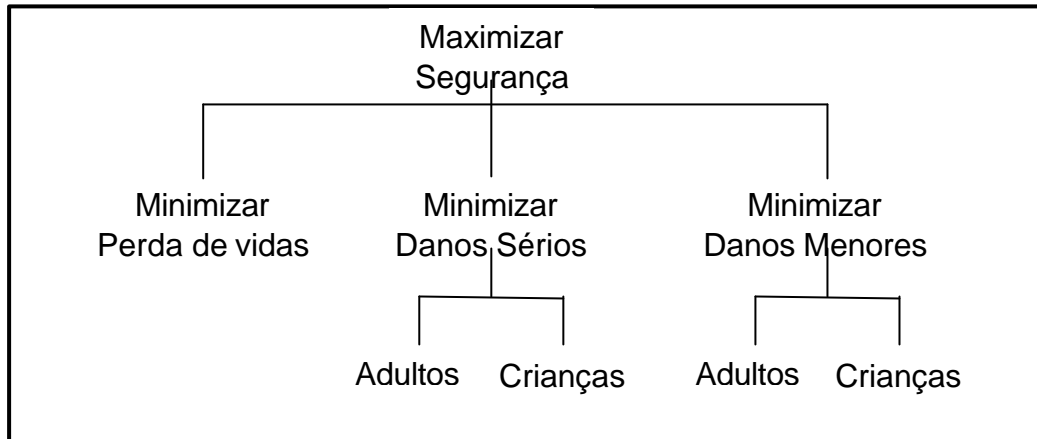 Maximizar
Segurança
Minimizar
Perda de vidas
Minimizar
Danos Sérios
Minimizar
Danos Menores
Adultos
Crianças
Adultos
Crianças